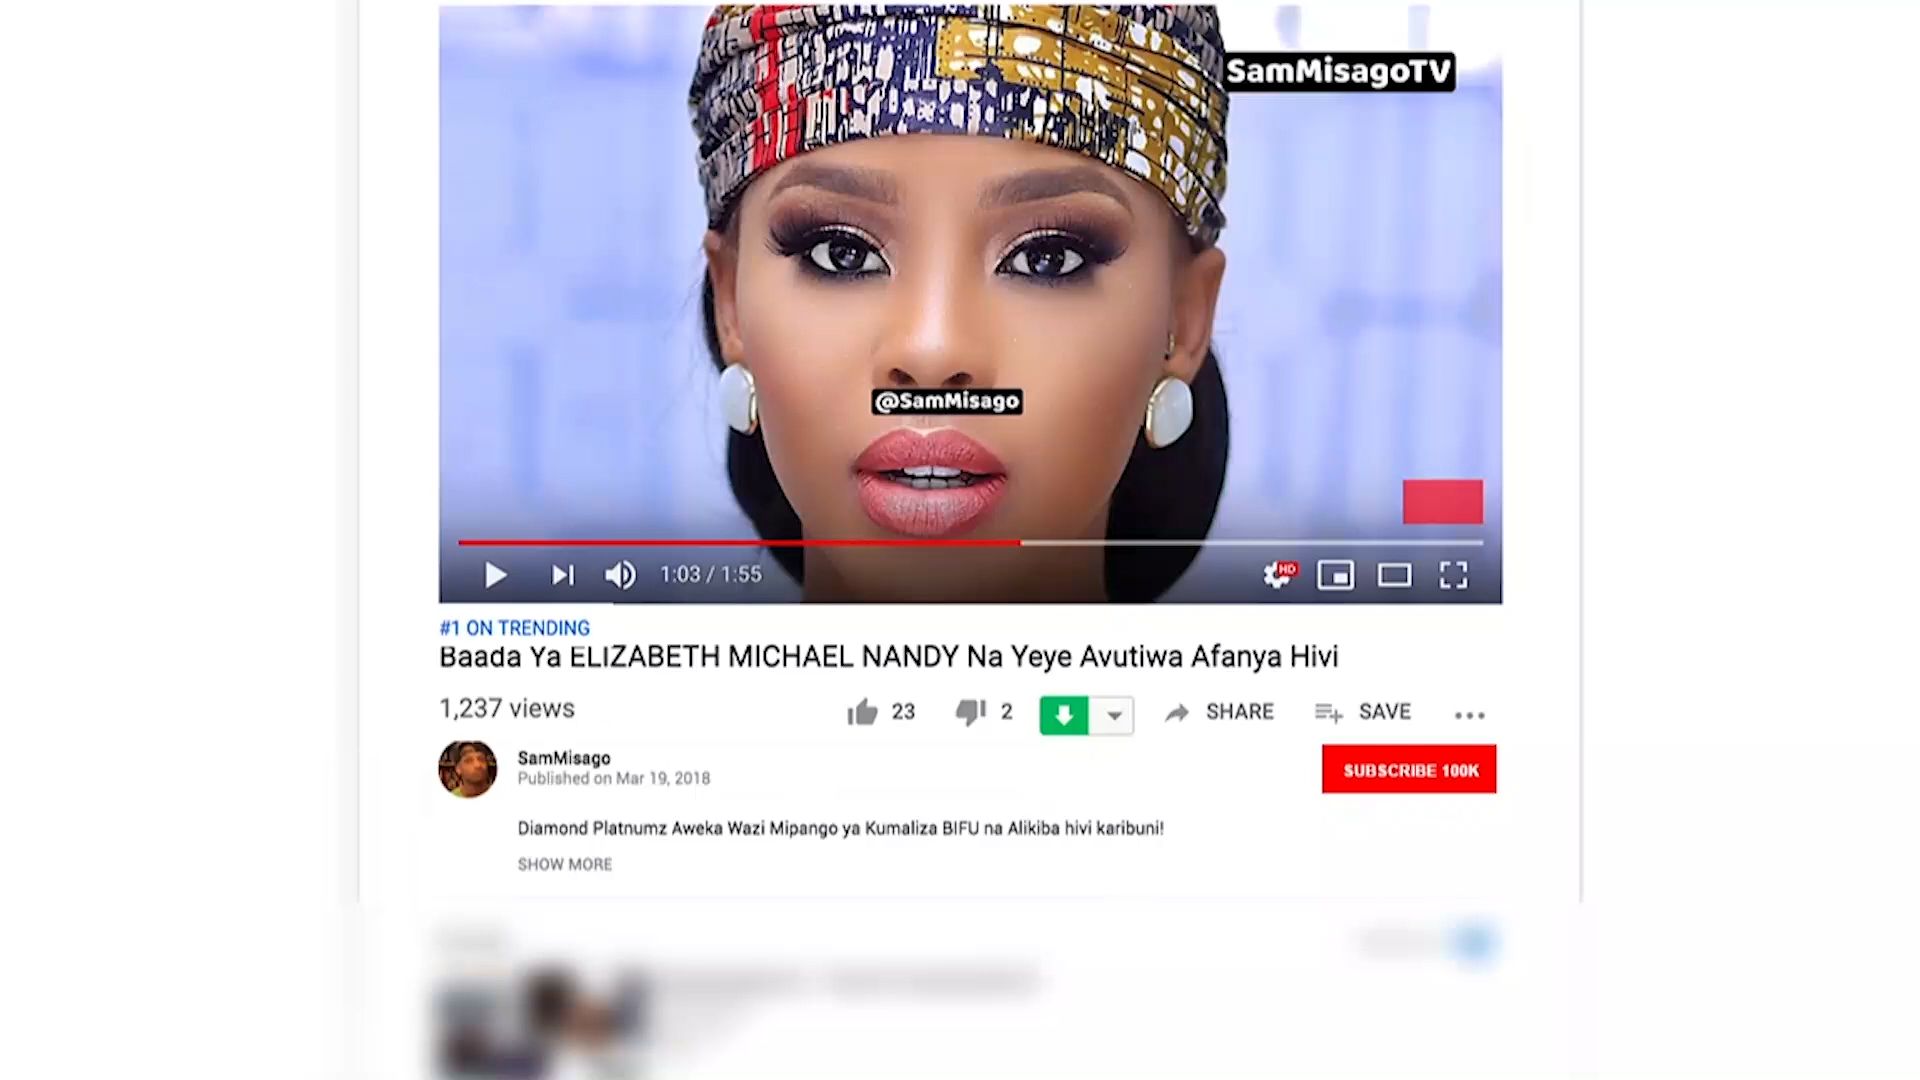 SamMisagoTV
@SamMisago
1:03 / 1:55
HD
#1 ON TRENDING
Baada Ya ELIZABETH MICHAEL NANDY Na Yeye Avutiwa Afanya Hivi
1,237 views
23
2
SHARE
SAVE
SamMisago
Published on Mar 19, 2018
SUBSCRIBE 100K
Diamond Platnumz Aweka Wazi Mipango ya Kumaliza BIFU na Alikiba hivi karibuni!
SHOW MORE